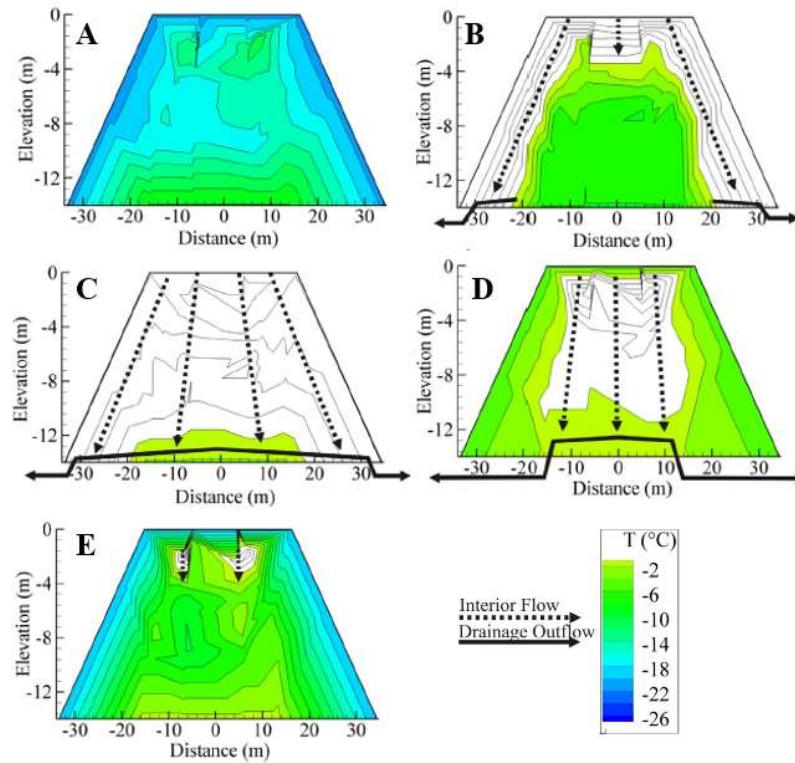 A
Elevation (m)
0
-4
-8
-12
-30 -20 -10 0 10 20 30
Distance (m)
B
Elevation (m)
0
-4
-8
-12
-30 -20 -10 0 10 20 30
Distance (m)
C
Elevation (m)
0
-4
-8
-12
-30 -20 -10 0 10 20 30
Distance (m)
D
Elevation (m)
0
-4
-8
-12
-30 -20 -10 0 10 20 30
Distance (m)
E
Elevation (m)
0
-4
-8
-12
-30 -20 -10 0 10 20 30
Distance (m)
Interior Flow
Drainage Outflow
T (°C)
-2
-6
-10
-14
-18
-22
-26